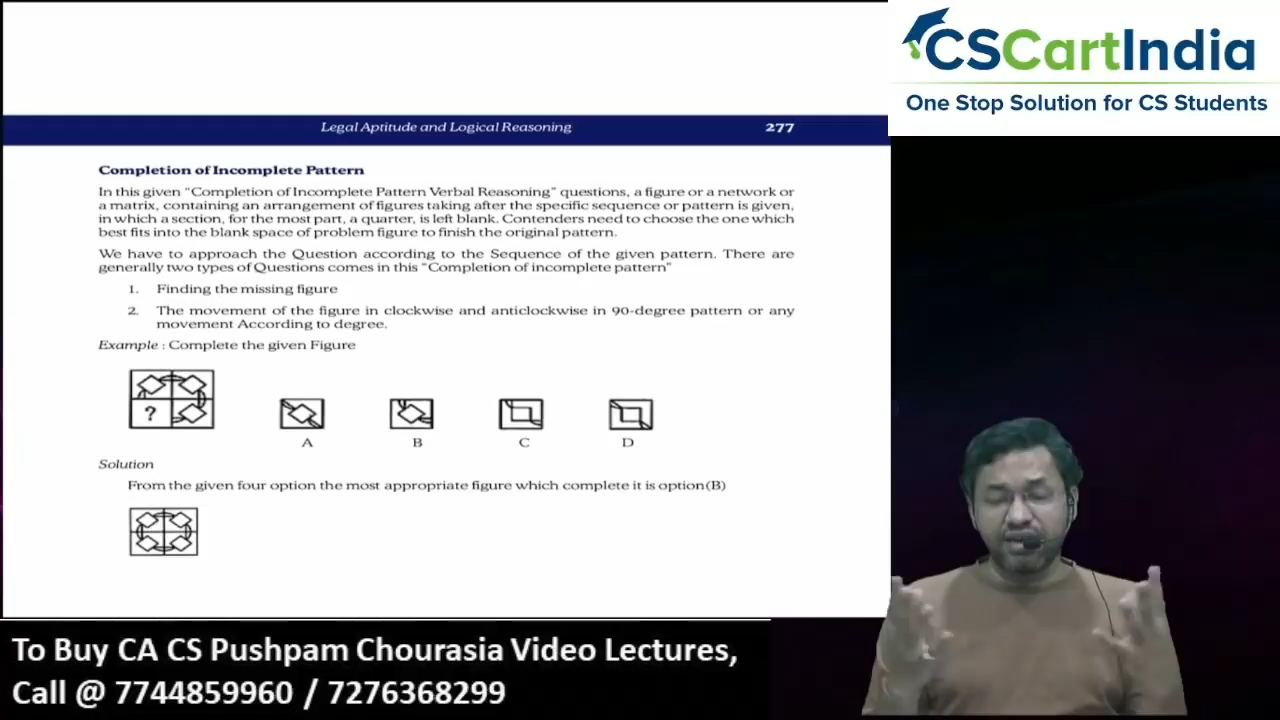 CSCartIndia
One Stop Solution for CS Students
Legal Aptitude and Logical Reasoning 277
Completion of Incomplete Pattern
In this given “Completion of Incomplete Pattern Verbal Reasoning” questions, a figure or a network or
a matrix, containing an arrangement of figures taking after the specific sequence or pattern is given,
in which a section, for the most part, a quarter, is left blank. Contenders need to choose the one which
best fits into the blank space of problem figure to finish the original pattern.
We have to approach the Question according to the Sequence of the given pattern. There are
generally two types of Questions comes in this “Completion of incomplete pattern”
1. Finding the missing figure
2. The movement of the figure in clockwise and anticlockwise in 90-degree pattern or any
movement According to degree.
Example : Complete the given Figure
?
A B C D
Solution
From the given four option the most appropriate figure which complete it is option(B)
To Buy CA CS Pushpam Chourasia Video Lectures,
Call @ 7744859960 / 7276368299